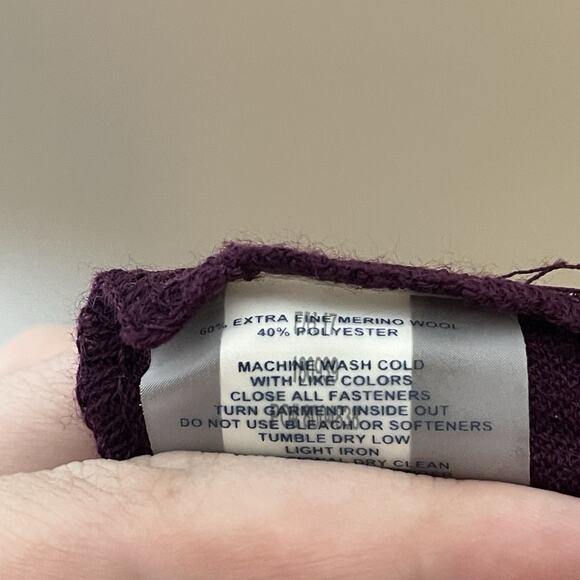 60% EXTRA FINE MERINO WOOL
40% POLYESTER
MACHINE WASH COLD
WITH LIKE COLORS
CLOSE ALL FASTENERS
TURN GARMENT INSIDE OUT
DO NOT USE BLEACH OR SOFTENERS
TUMBLE DRY LOW
LIGHT IRON
DRY CLEAN